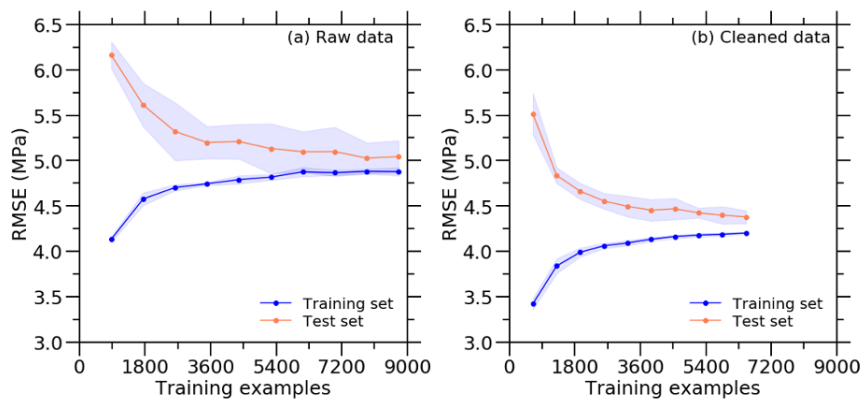 (a) Raw data
6.5
6.0
5.5
5.0
4.5
4.0
3.5
3.0
RMSE (MPa)
Training set
Test set
0 1800 3600 5400 7200 9000
Training examples
(b) Cleaned data
6.5
6.0
5.5
5.0
4.5
4.0
3.5
3.0
RMSE (MPa)
Training set
Test set
0 1800 3600 5400 7200 9000
Training examples